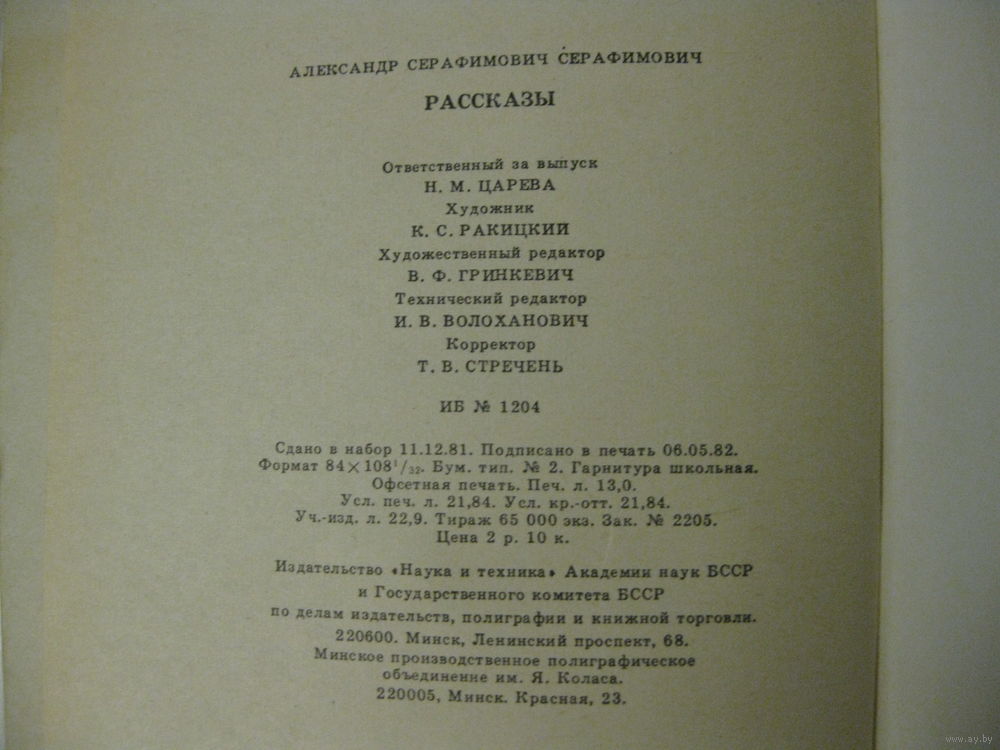 АЛЕКСАНДР СЕРАФИМОВИЧ СЕРАФИМОВИЧ
РАССКАЗЫ
Ответственный за выпуск
Н. М. ЦАРЕВА
Художник
К. С. РАКИЦКИЙ
Художественный редактор
В. Ф. ГРИНКЕВИЧ
Технический редактор
И. В. ВОЛОХАНОВИЧ
Корректор
Т. В. СТРЕЧЕНЬ
ИБ № 1204
Сдано в набор 11.12.81. Подписано в печать 06.05.82.
Формат 84×108¹/₃₂. Бум. тип. № 2. Гарнитура школьная.
Офсетная печать. Печ. л. 13,0.
Усл. печ. л. 21,84. Усл. кр.-отт. 21,84.
Уч.-изд. л. 22,9. Тираж 65 000 экз. Зак. № 2205.
Цена 2 р. 10 к.
Издательство «Наука и техника» Академии наук БССР
и Государственного комитета БССР
по делам издательств, полиграфии и книжной торговли.
220600. Минск, Ленинский проспект, 68.
Минское производственное полиграфическое
объединение им. Я. Коласа.
220005, Минск. Красная, 23.
www.ay.by